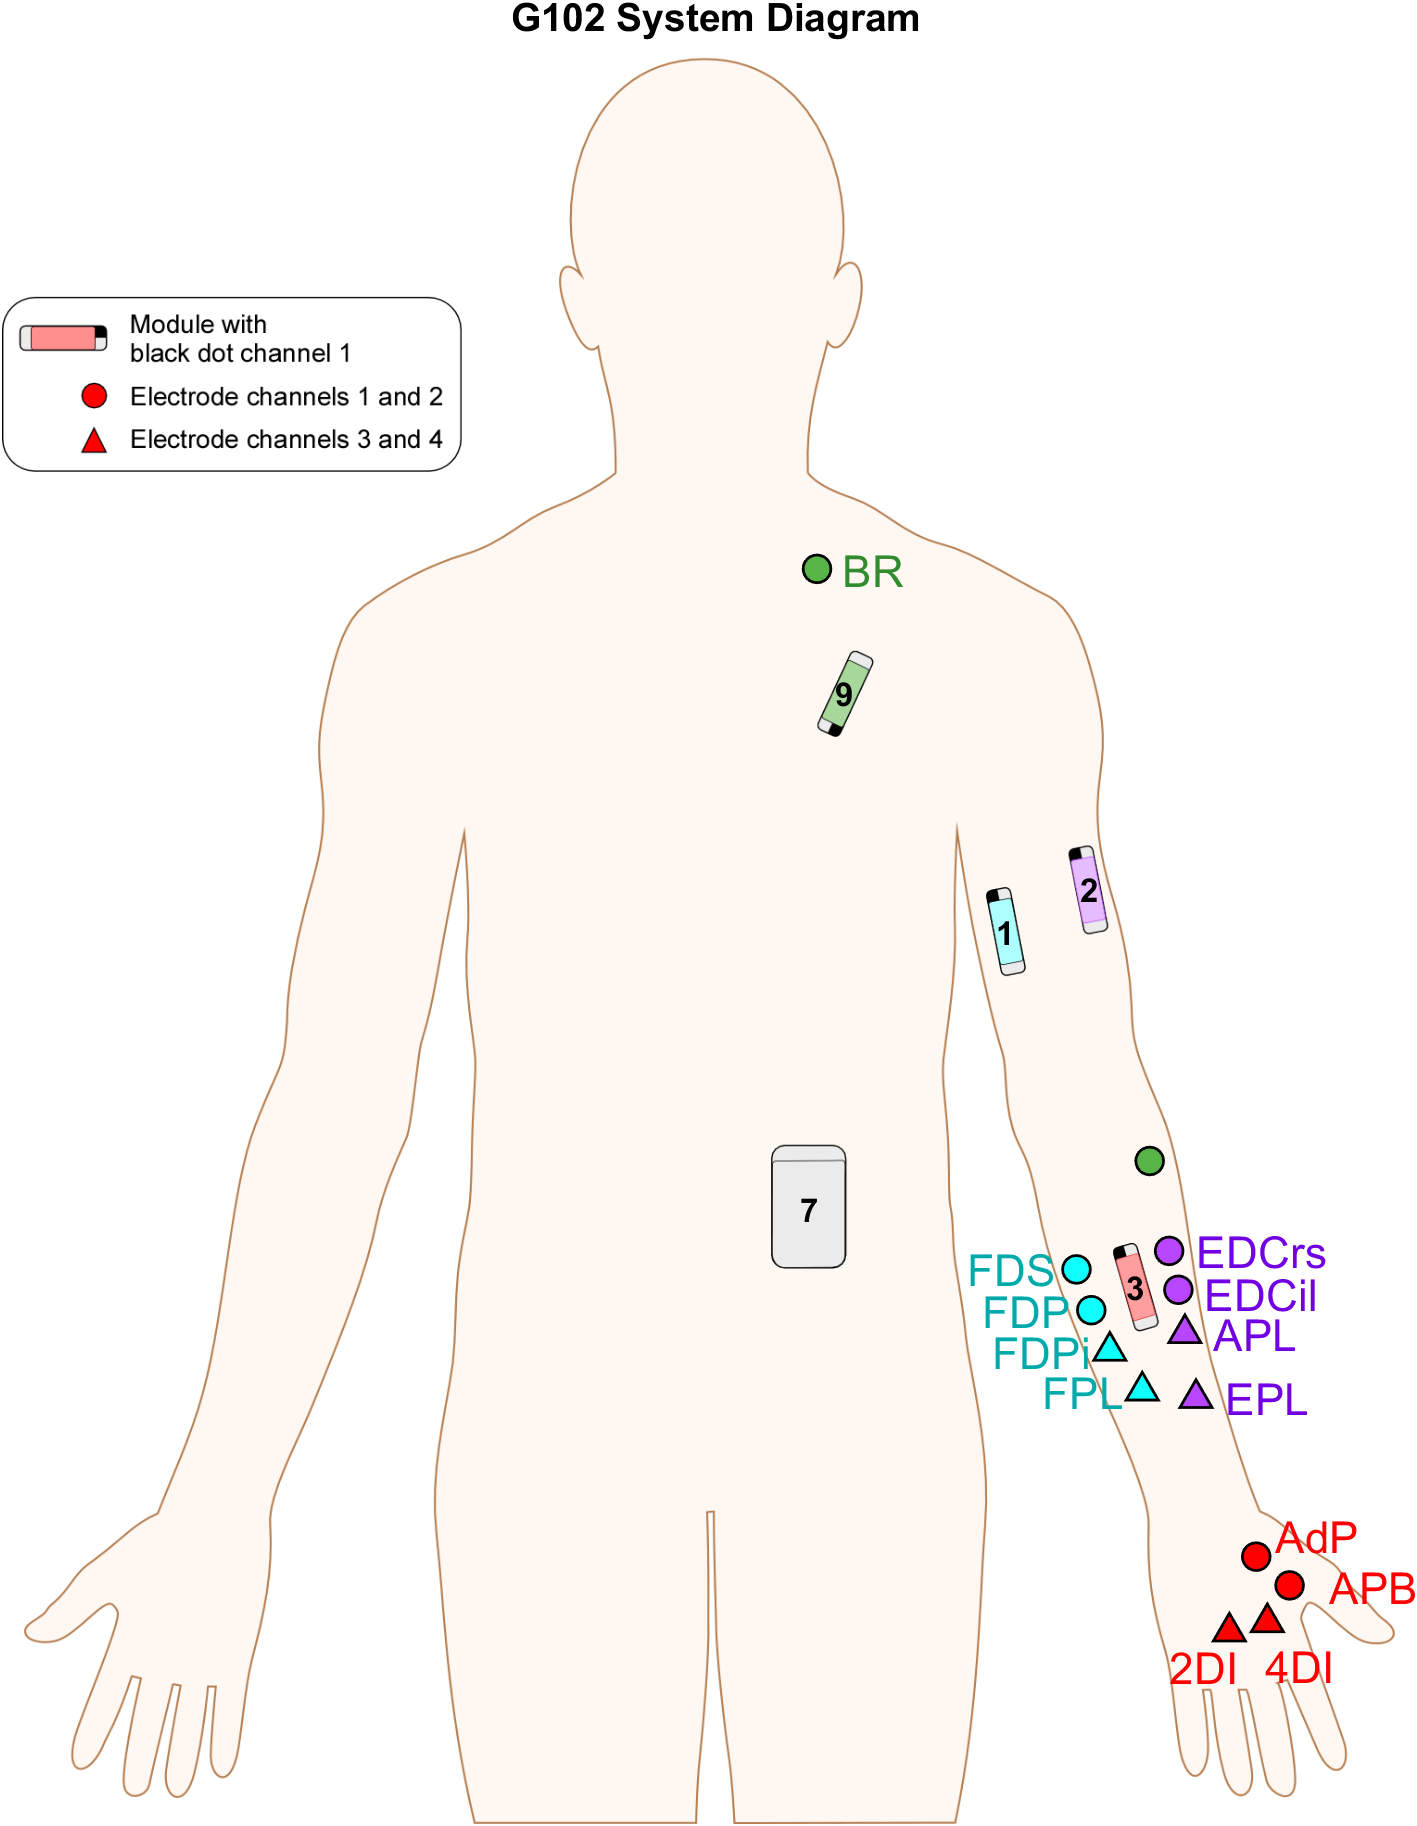 G102 System Diagram
Module with
black dot channel 1
Electrode channels 1 and 2
Electrode channels 3 and 4
BR
9
2
1
7
EDCrs
FDS
3
EDCil
FDP
APL
FDPi
FPL
EPL
AdP
APB
2DI
4DI